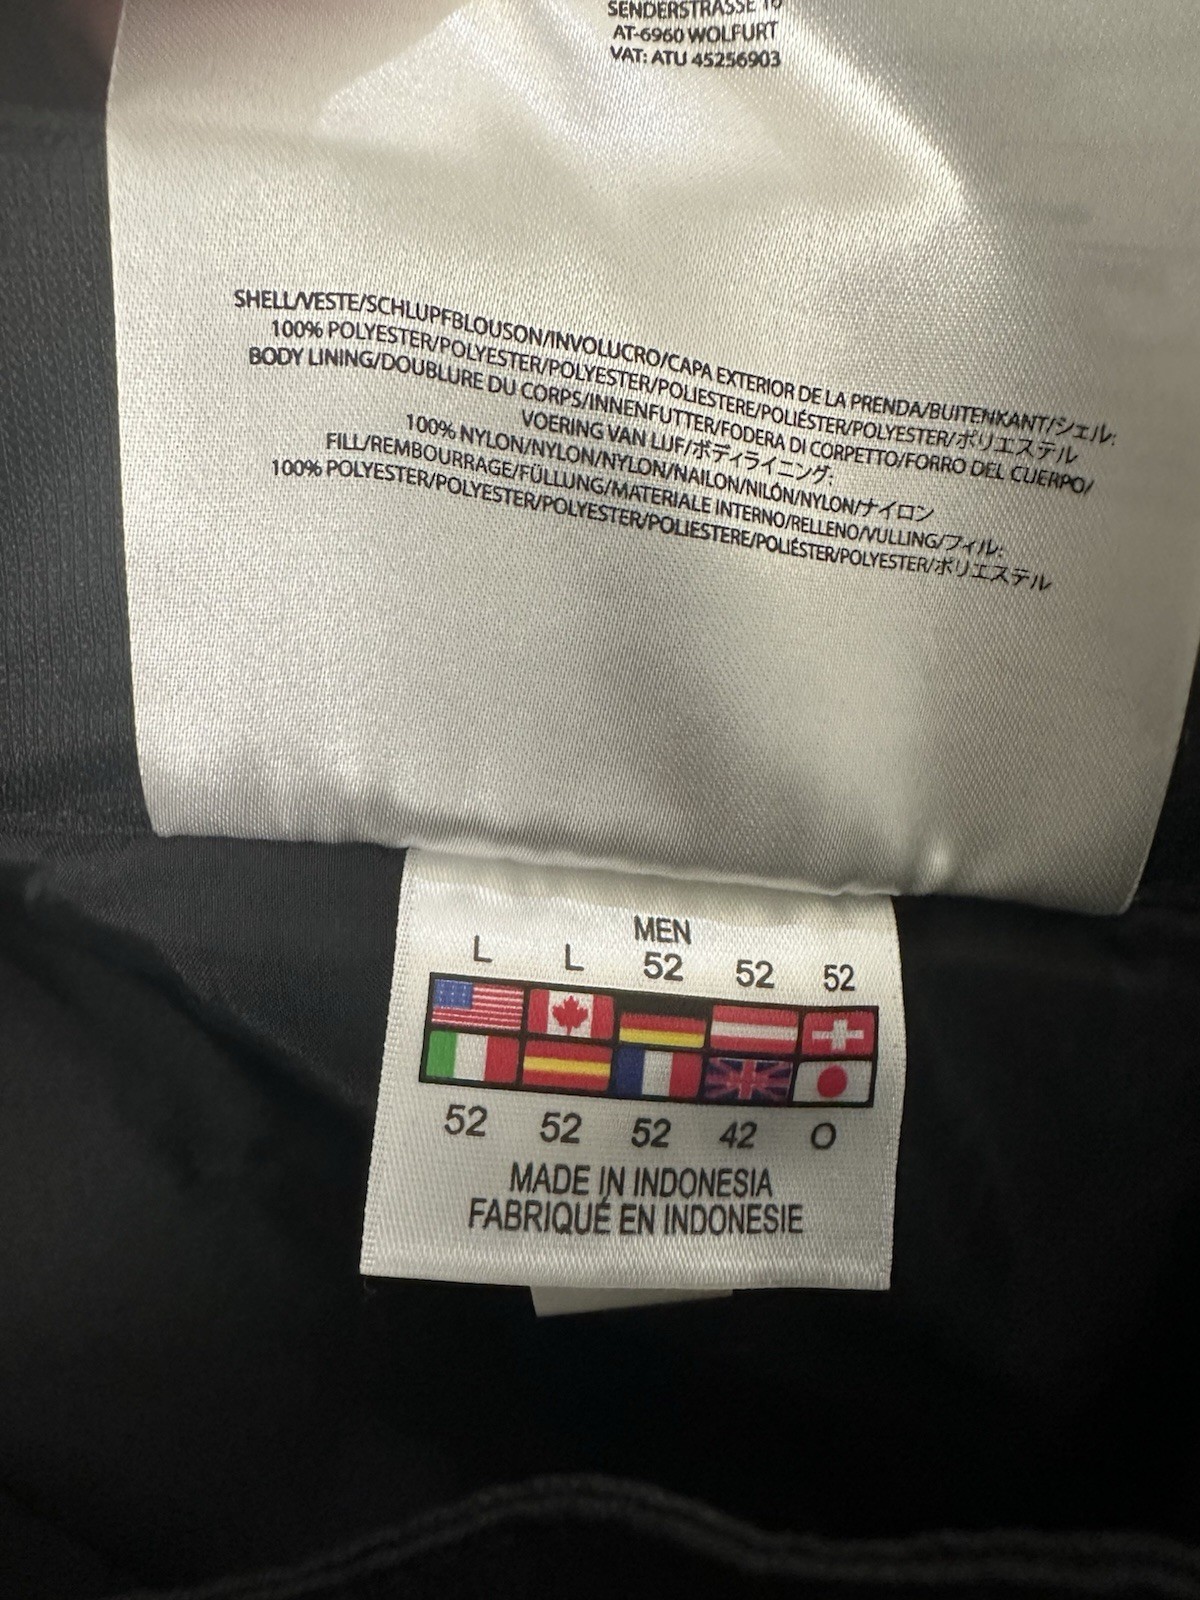 SENDERSTRASSE 10
AT-6960 WOLFURT
VAT: ATU 45256903
SHELL/VESTE/SCHLUPFBLOUSON/INVOLUCRO/CAPA EXTERIOR DE LA PRENDA/BUITENKANT/シェル:
100% POLYESTER/POLYESTER/POLYESTER/POLIESTERE/POLIÉSTER/POLYESTER/ポリエステル
BODY LINING/DOUBLURE DU CORPS/INNENFUTTER/FODERA DI CORPETTO/FORRO DEL CUERPO/
VOERING VAN LIJF/ボディライニング:
100% NYLON/NYLON/NYLON/NAILON/NILÓN/NYLON/ナイロン
FILL/REMBOURRAGE/FÜLLUNG/MATERIALE INTERNO/RELLENO/VULLING/フィル:
100% POLYESTER/POLYESTER/POLYESTER/POLIESTERE/POLIÉSTER/POLYESTER/ポリエステル
MEN
L L 52 52 52
52 52 52 42 O
MADE IN INDONESIA
FABRIQUÉ EN INDONESIE